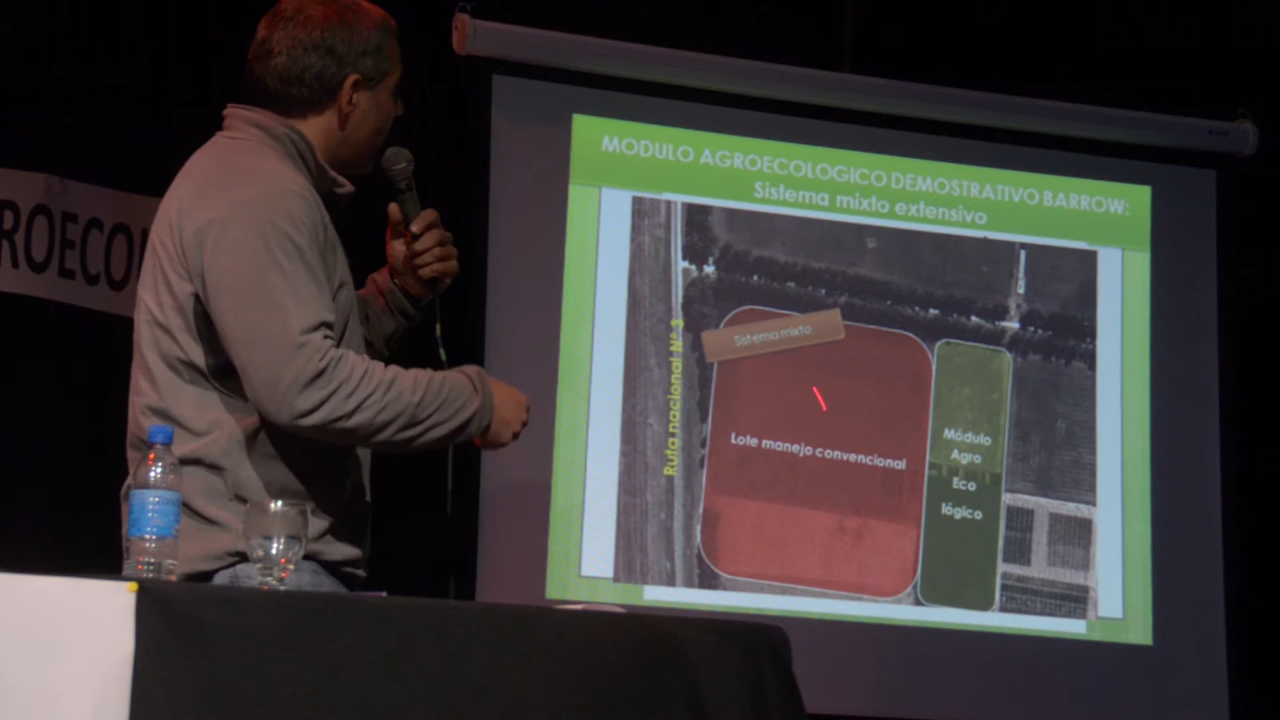 ROECO
MODULO AGROECOLOGICO DEMOSTRATIVO BARROW:
Sistema mixto extensivo
Sistema mixto
Ruta nacional Nº 3
Lote manejo convencional
Módulo
Agro
Eco
lógico